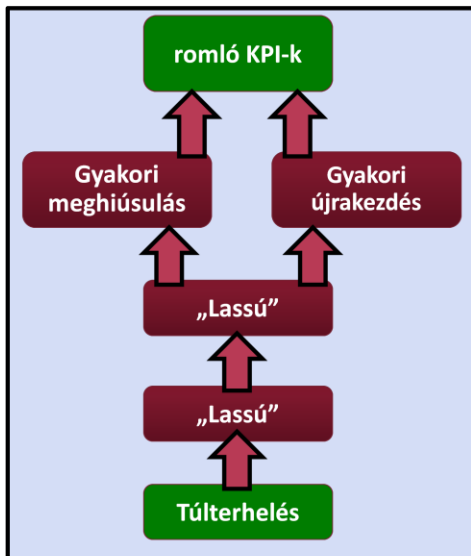 romló KPI-k
Gyakori
meghiúsulás
Gyakori
újrakezdés
„Lassú”
„Lassú”
Túlterhelés